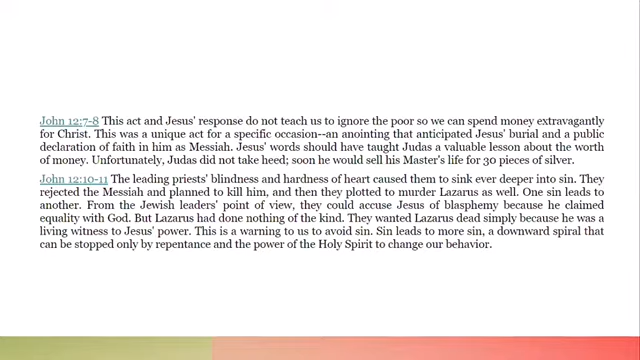 John 12:7-8 This act and Jesus' response do not teach us to ignore the poor so we can spend money extravagantly
for Christ. This was a unique act for a specific occasion--an anointing that anticipated Jesus' burial and a public
declaration of faith in him as Messiah. Jesus' words should have taught Judas a valuable lesson about the worth
of money. Unfortunately, Judas did not take heed; soon he would sell his Master's life for 30 pieces of silver.
John 12:10-11 The leading priests' blindness and hardness of heart caused them to sink ever deeper into sin. They
rejected the Messiah and planned to kill him, and then they plotted to murder Lazarus as well. One sin leads to
another. From the Jewish leaders' point of view, they could accuse Jesus of blasphemy because he claimed
equality with God. But Lazarus had done nothing of the kind. They wanted Lazarus dead simply because he was a
living witness to Jesus' power. This is a warning to us to avoid sin. Sin leads to more sin, a downward spiral that
can be stopped only by repentance and the power of the Holy Spirit to change our behavior.